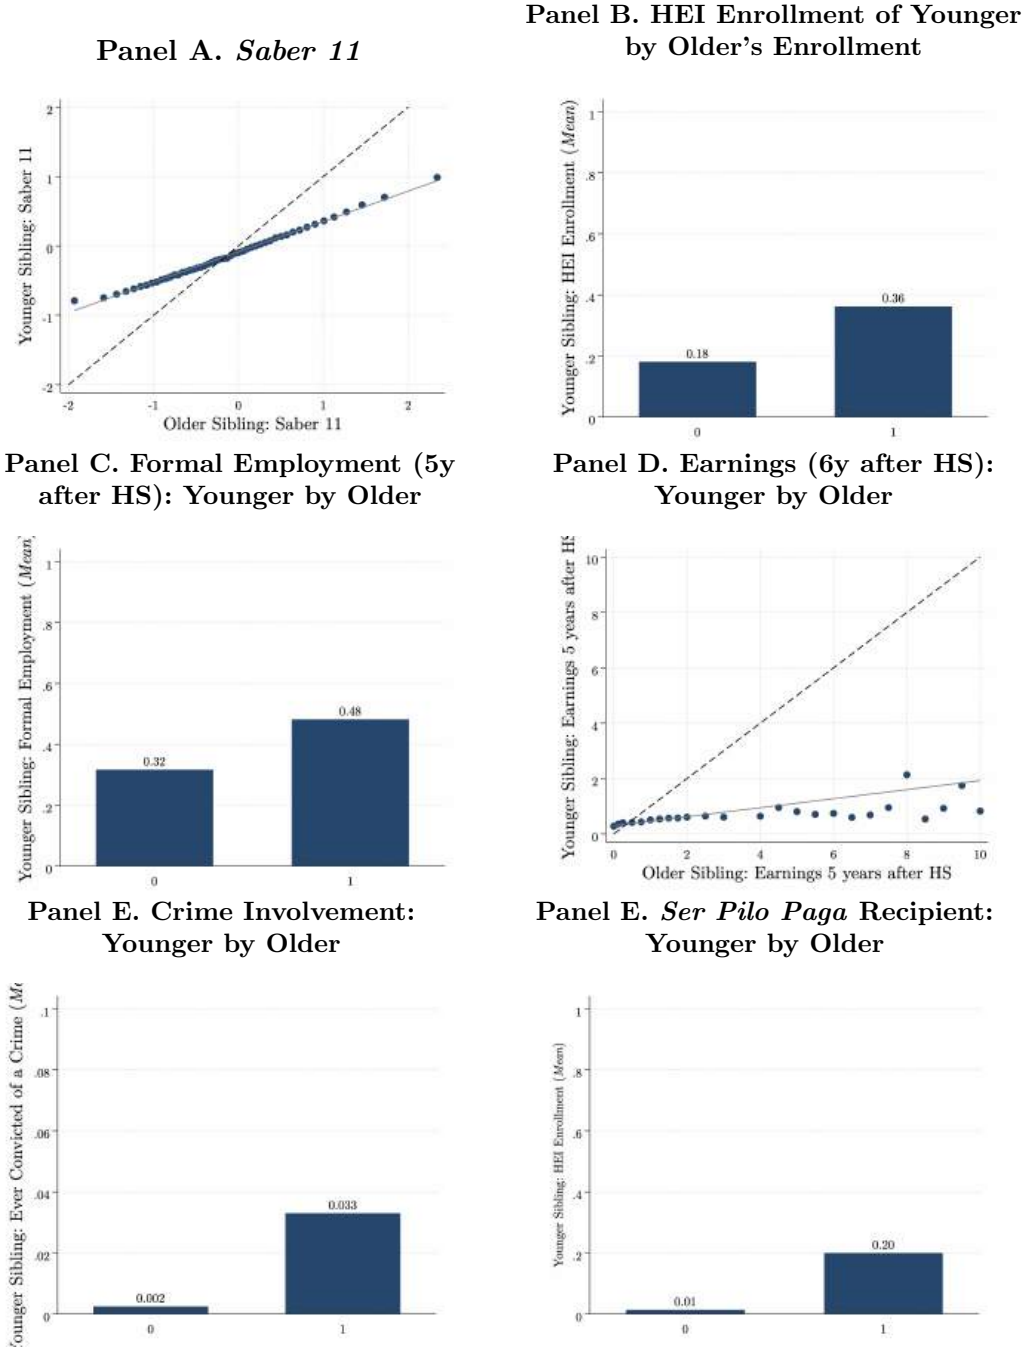 Panel A. Saber 11
Younger Sibling: Saber 11
2
1
0
-1
-2
-2 -1 0 1 2
Older Sibling: Saber 11
Panel B. HEI Enrollment of Younger
by Older's Enrollment
Younger Sibling: HEI Enrollment (Mean)
1
.8
.6
.4
.2
0
0.18
0.36
0 1
Panel C. Formal Employment (5y
after HS): Younger by Older
Younger Sibling: Formal Employment (Mean)
1
.8
.6
.4
.2
0
0.32
0.48
0 1
Panel D. Earnings (6y after HS):
Younger by Older
Younger Sibling: Earnings 5 years after HS
10
8
6
4
2
0
0 2 4 6 8 10
Older Sibling: Earnings 5 years after HS
Panel E. Crime Involvement:
Younger by Older
Younger Sibling: Ever Convicted of a Crime (Me
.1
.08
.06
.04
.02
0
0.002
0.033
0 1
Panel E. Ser Pilo Paga Recipient:
Younger by Older
Younger Sibling: HEI Enrollment (Mean)
1
.8
.6
.4
.2
0
0.01
0.20
0 1